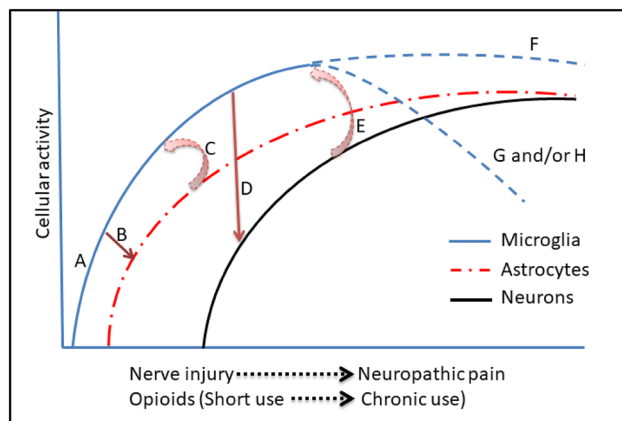 Cellular activity
A
B
C
D
E
F
G and/or H
Microglia
Astrocytes
Neurons
Nerve injury Neuropathic pain
Opioids (Short use Chronic use)